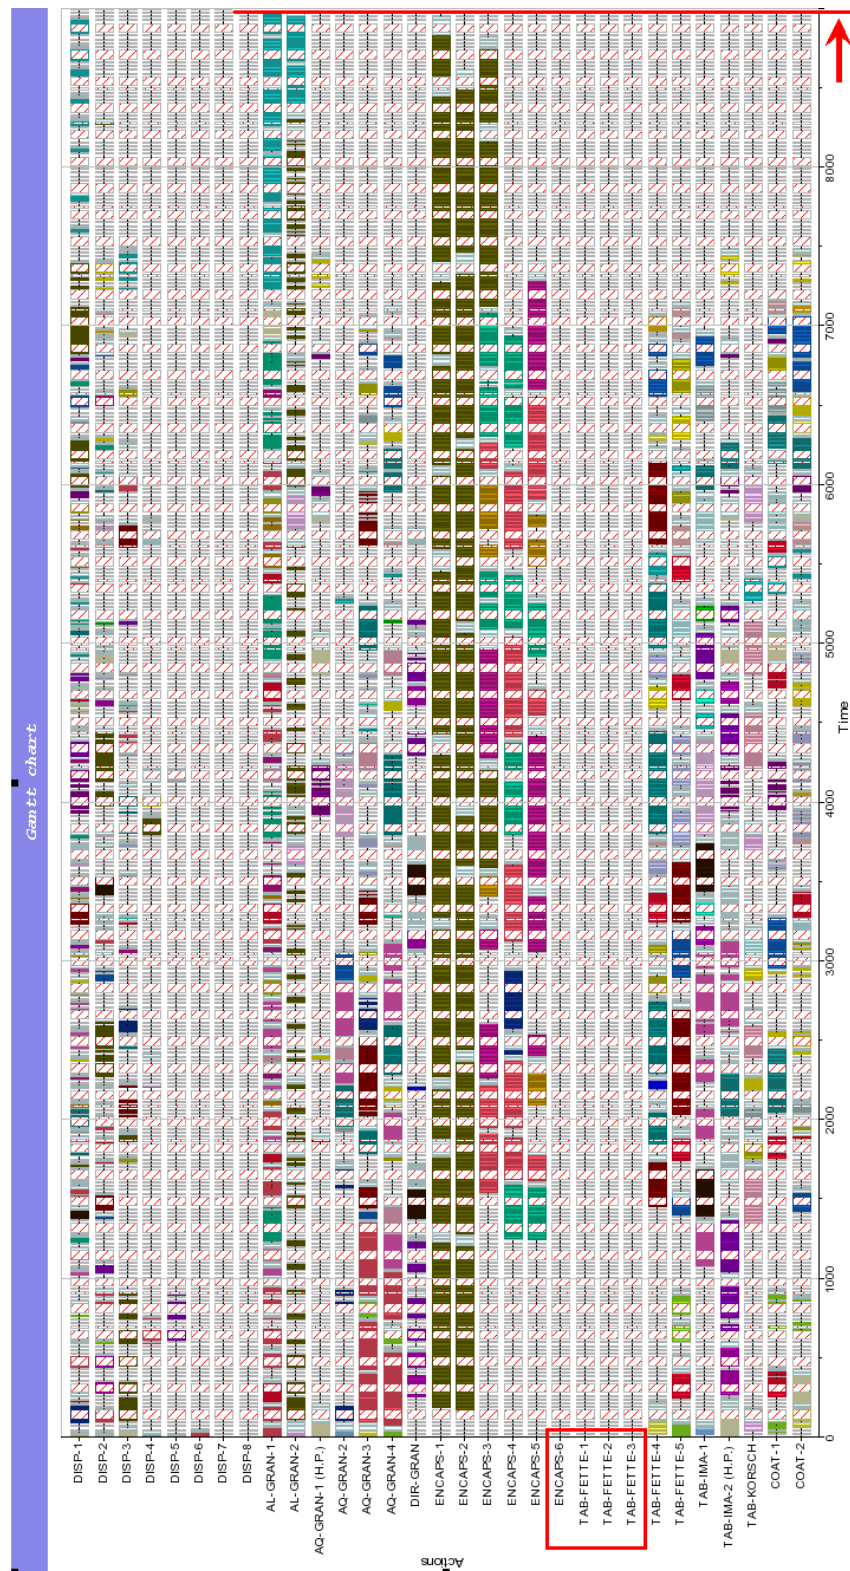 Gantt chart
DISP-1
DISP-2
DISP-3
DISP-4
DISP-5
DISP-6
DISP-7
DISP-8
AL-GRAN-1
AL-GRAN-2
AQ-GRAN-1 (H.P.)
AQ-GRAN-2
AQ-GRAN-3
AQ-GRAN-4
DIR-GRAN
ENCAPS-1
ENCAPS-2
ENCAPS-3
ENCAPS-4
ENCAPS-5
ENCAPS-6
TAB-FETTE-1
TAB-FETTE-2
TAB-FETTE-3
TAB-FETTE-4
TAB-FETTE-5
TAB-IMA-1
TAB-IMA-2 (H.P.)
TAB-KORSCH
COAT-1
COAT-2
Actions
0
1000
2000
3000
4000
5000
6000
7000
8000
Time